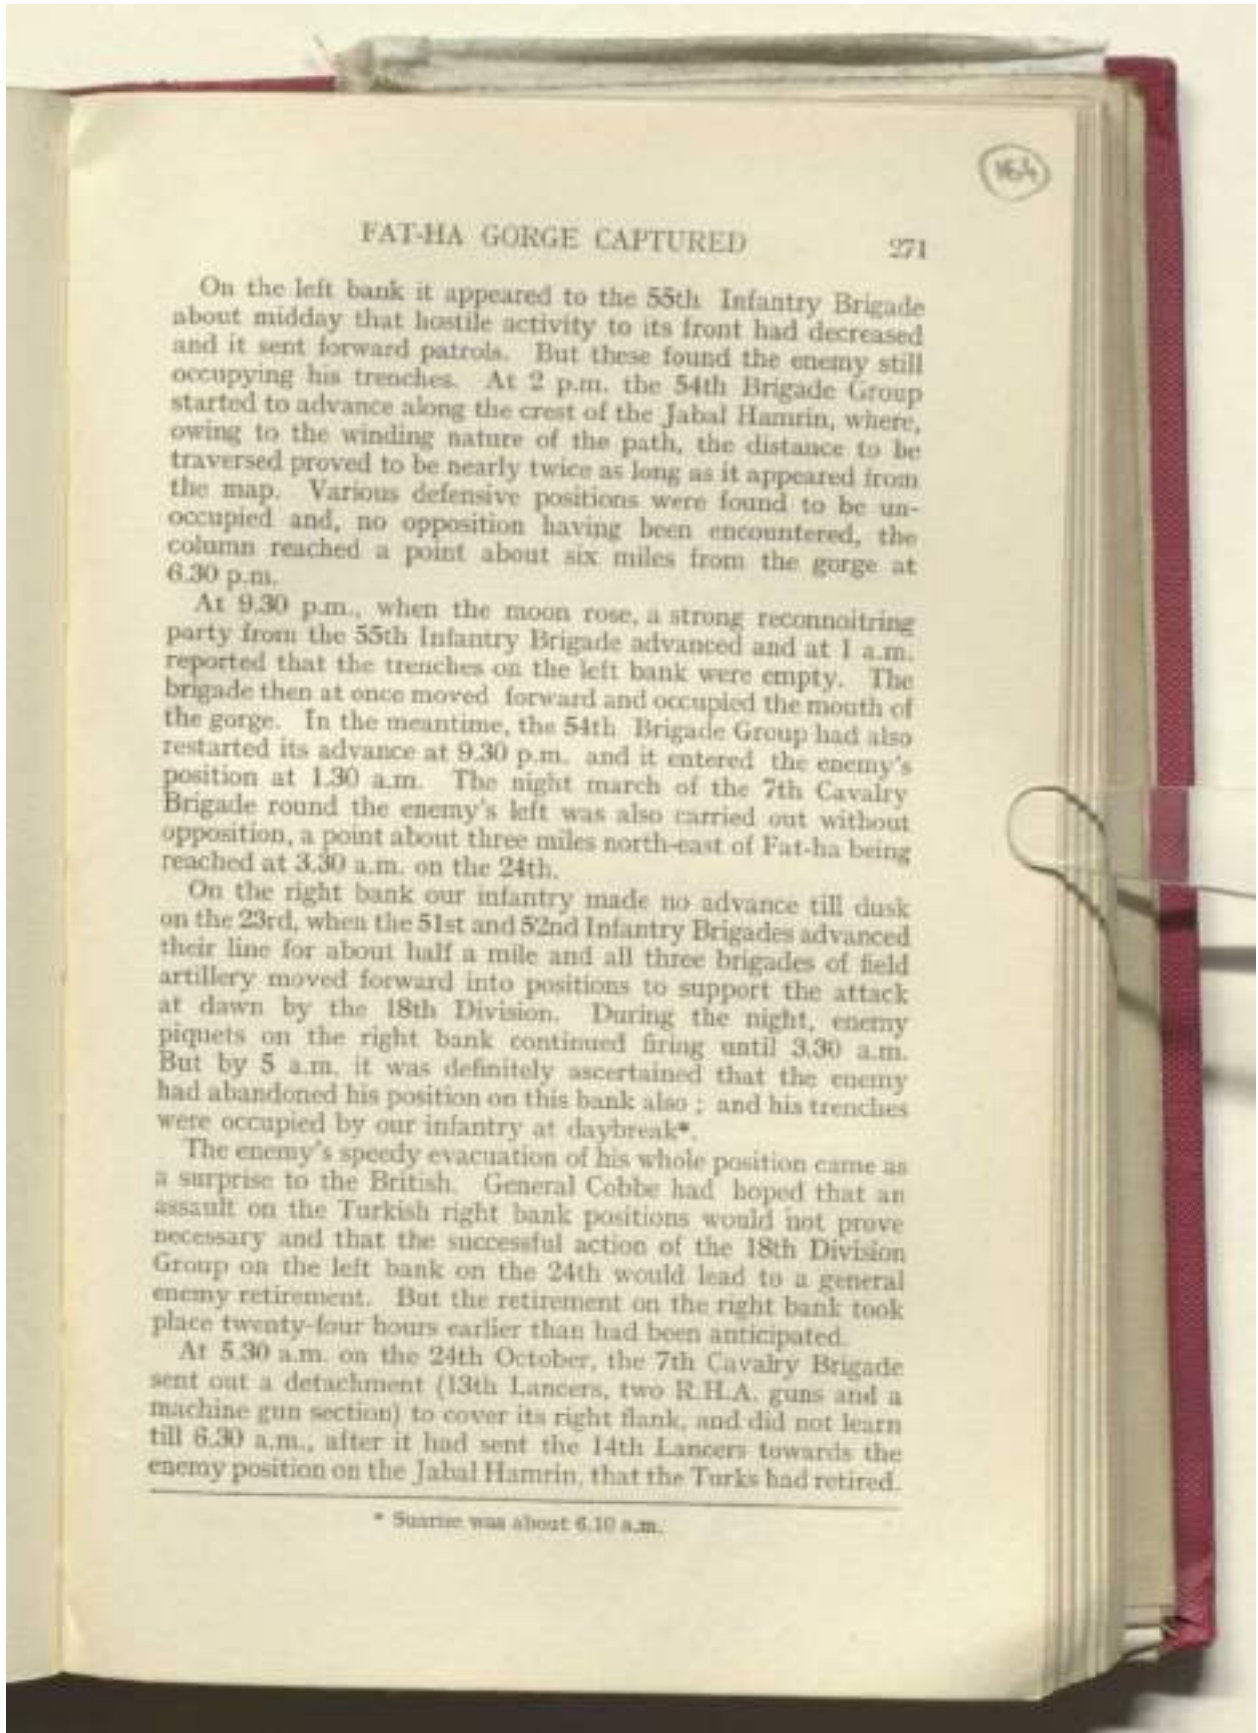 164
FAT-HA GORGE CAPTURED 271
On the left bank it appeared to the 55th Infantry Brigade
about midday that hostile activity to its front had decreased
and it sent forward patrols. But these found the enemy still
occupying his trenches. At 2 p.m. the 54th Brigade Group
started to advance along the crest of the Jabal Hamrin, where,
owing to the winding nature of the path, the distance to be
traversed proved to be nearly twice as long as it appeared from
the map. Various defensive positions were found to be un-
occupied and, no opposition having been encountered, the
column reached a point about six miles from the gorge at
6.30 p.m.
At 9.30 p.m., when the moon rose, a strong reconnoitring
party from the 55th Infantry Brigade advanced and at 1 a.m.
reported that the trenches on the left bank were empty. The
brigade then at once moved forward and occupied the mouth of
the gorge. In the meantime, the 54th Brigade Group had also
restarted its advance at 9.30 p.m. and it entered the enemy's
position at 1.30 a.m. The night march of the 7th Cavalry
Brigade round the enemy's left was also carried out without
opposition, a point about three miles north-east of Fat-ha being
reached at 3.30 a.m. on the 24th.
On the right bank our infantry made no advance till dusk
on the 23rd, when the 51st and 52nd Infantry Brigades advanced
their line for about half a mile and all three brigades of field
artillery moved forward into positions to support the attack
at dawn by the 18th Division. During the night, enemy
piquets on the right bank continued firing until 3.30 a.m.
But by 5 a.m. it was definitely ascertained that the enemy
had abandoned his position on this bank also ; and his trenches
were occupied by our infantry at daybreak*.
The enemy's speedy evacuation of his whole position came as
a surprise to the British. General Cobbe had hoped that an
assault on the Turkish right bank positions would not prove
necessary and that the successful action of the 18th Division
Group on the left bank on the 24th would lead to a general
enemy retirement. But the retirement on the right bank took
place twenty-four hours earlier than had been anticipated.
At 5.30 a.m. on the 24th October, the 7th Cavalry Brigade
sent out a detachment (13th Lancers, two R.H.A. guns and a
machine gun section) to cover its right flank, and did not learn
till 6.30 a.m., after it had sent the 14th Lancers towards the
enemy position on the Jabal Hamrin, that the Turks had retired.
* Sunrise was about 6.10 a.m.